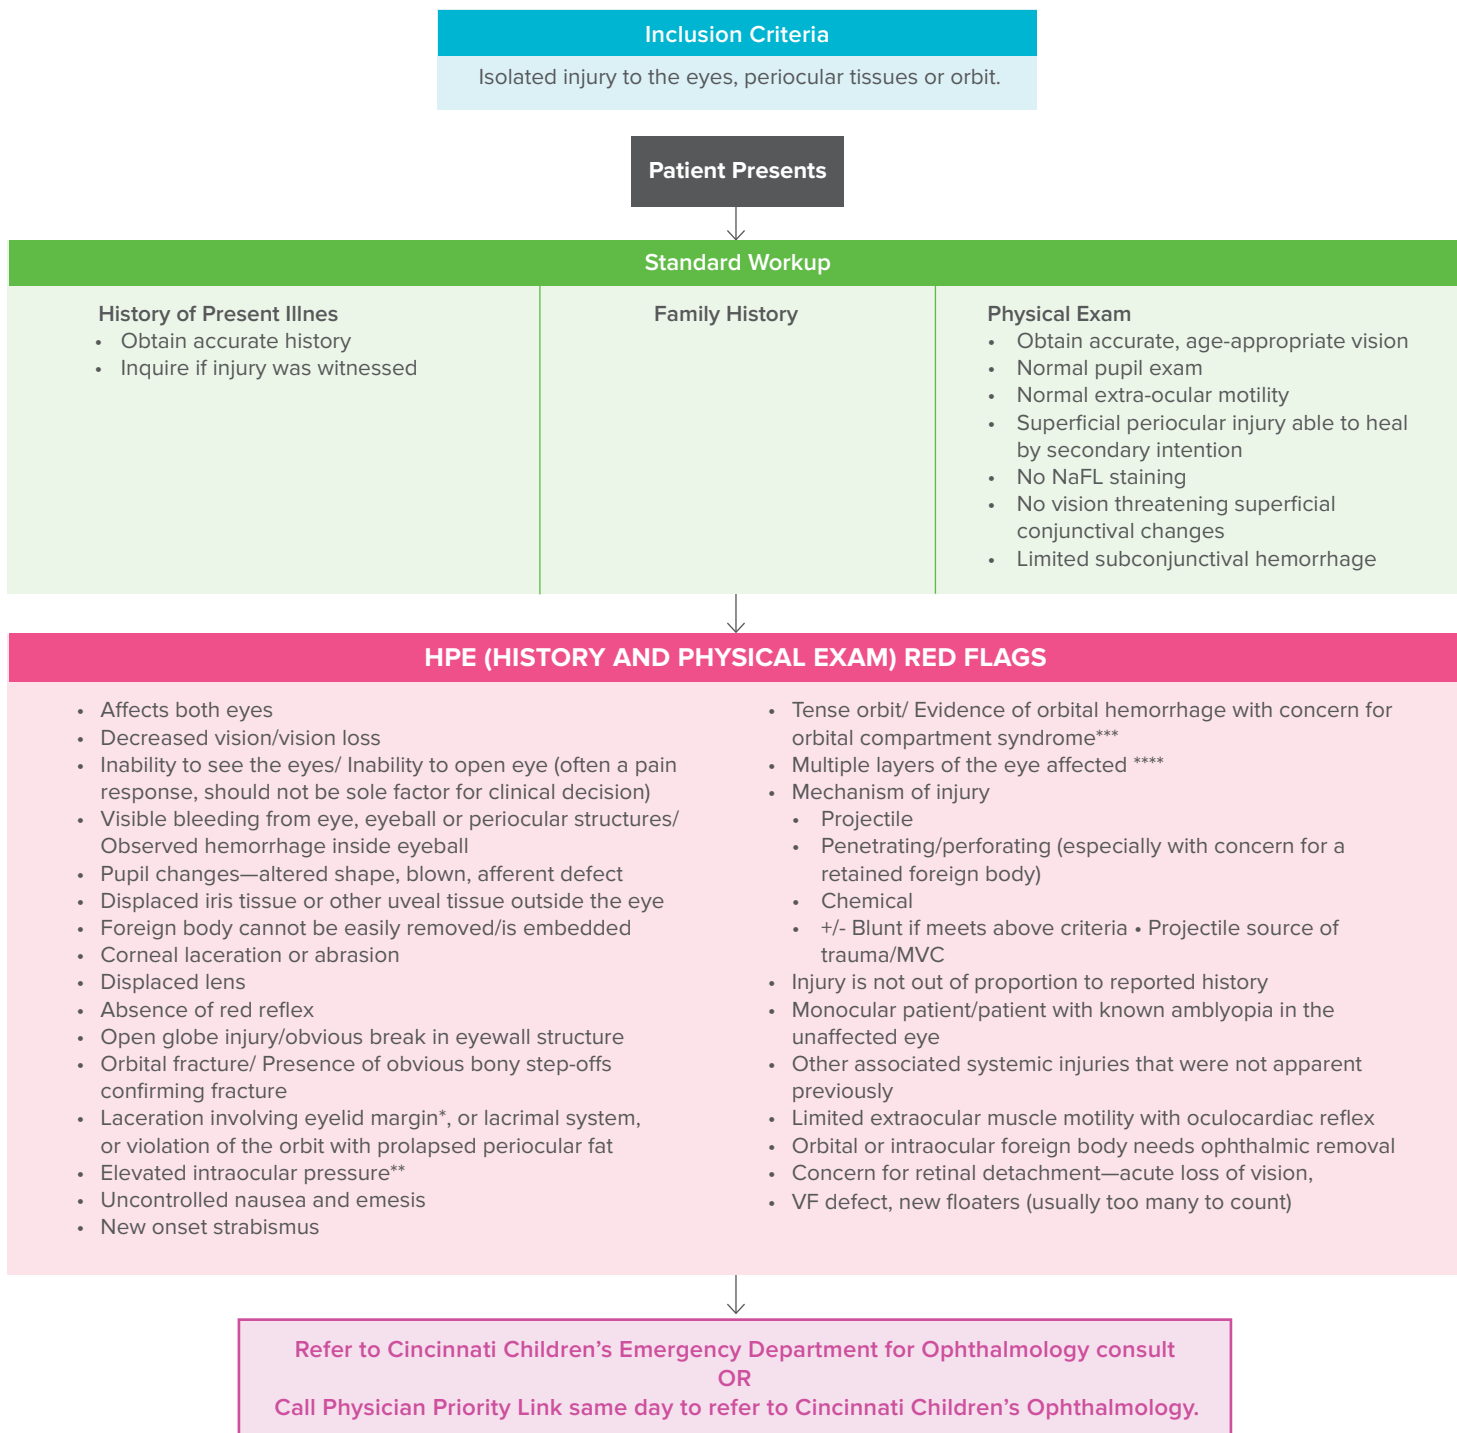 Inclusion Criteria
Isolated injury to the eyes, periocular tissues or orbit.
Patient Presents
Standard Workup
History of Present Illnes
• Obtain accurate history
• Inquire if injury was witnessed
Family History
Physical Exam
• Obtain accurate, age-appropriate vision
• Normal pupil exam
• Normal extra-ocular motility
• Superficial periocular injury able to heal
by secondary intention
• No NaFL staining
• No vision threatening superficial
conjunctival changes
• Limited subconjunctival hemorrhage
HPE (HISTORY AND PHYSICAL EXAM) RED FLAGS
• Affects both eyes
• Decreased vision/vision loss
• Inability to see the eyes/ Inability to open eye (often a pain
response, should not be sole factor for clinical decision)
• Visible bleeding from eye, eyeball or periocular structures/
Observed hemorrhage inside eyeball
• Pupil changes—altered shape, blown, afferent defect
• Displaced iris tissue or other uveal tissue outside the eye
• Foreign body cannot be easily removed/is embedded
• Corneal laceration or abrasion
• Displaced lens
• Absence of red reflex
• Open globe injury/obvious break in eyewall structure
• Orbital fracture/ Presence of obvious bony step-offs
confirming fracture
• Laceration involving eyelid margin*, or lacrimal system,
or violation of the orbit with prolapsed periocular fat
• Elevated intraocular pressure**
• Uncontrolled nausea and emesis
• New onset strabismus
• Tense orbit/ Evidence of orbital hemorrhage with concern for
orbital compartment syndrome***
• Multiple layers of the eye affected ****
• Mechanism of injury
• Projectile
• Penetrating/perforating (especially with concern for a
retained foreign body)
• Chemical
• +/- Blunt if meets above criteria • Projectile source of
trauma/MVC
• Injury is not out of proportion to reported history
• Monocular patient/patient with known amblyopia in the
unaffected eye
• Other associated systemic injuries that were not apparent
previously
• Limited extraocular muscle motility with oculocardiac reflex
• Orbital or intraocular foreign body needs ophthalmic removal
• Concern for retinal detachment—acute loss of vision,
• VF defect, new floaters (usually too many to count)
Refer to Cincinnati Children's Emergency Department for Ophthalmology consult
OR
Call Physician Priority Link same day to refer to Cincinnati Children's Ophthalmology.